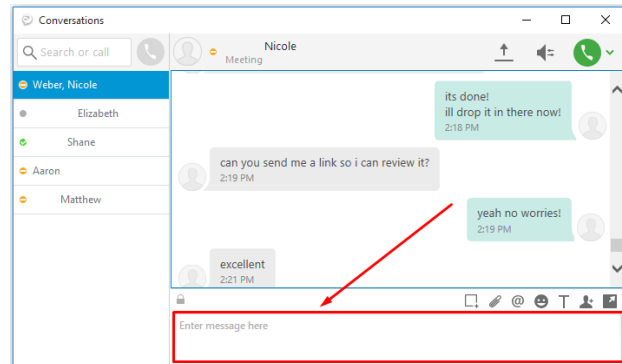 Conversations
Search or call
Nicole
Meeting
Weber, Nicole
Elizabeth
Shane
Aaron
Matthew
its done!
ill drop it in there now!
2:18 PM
can you send me a link so i can review it?
2:19 PM
yeah no worries!
2:19 PM
excellent
2:21 PM
@
T
Enter message here